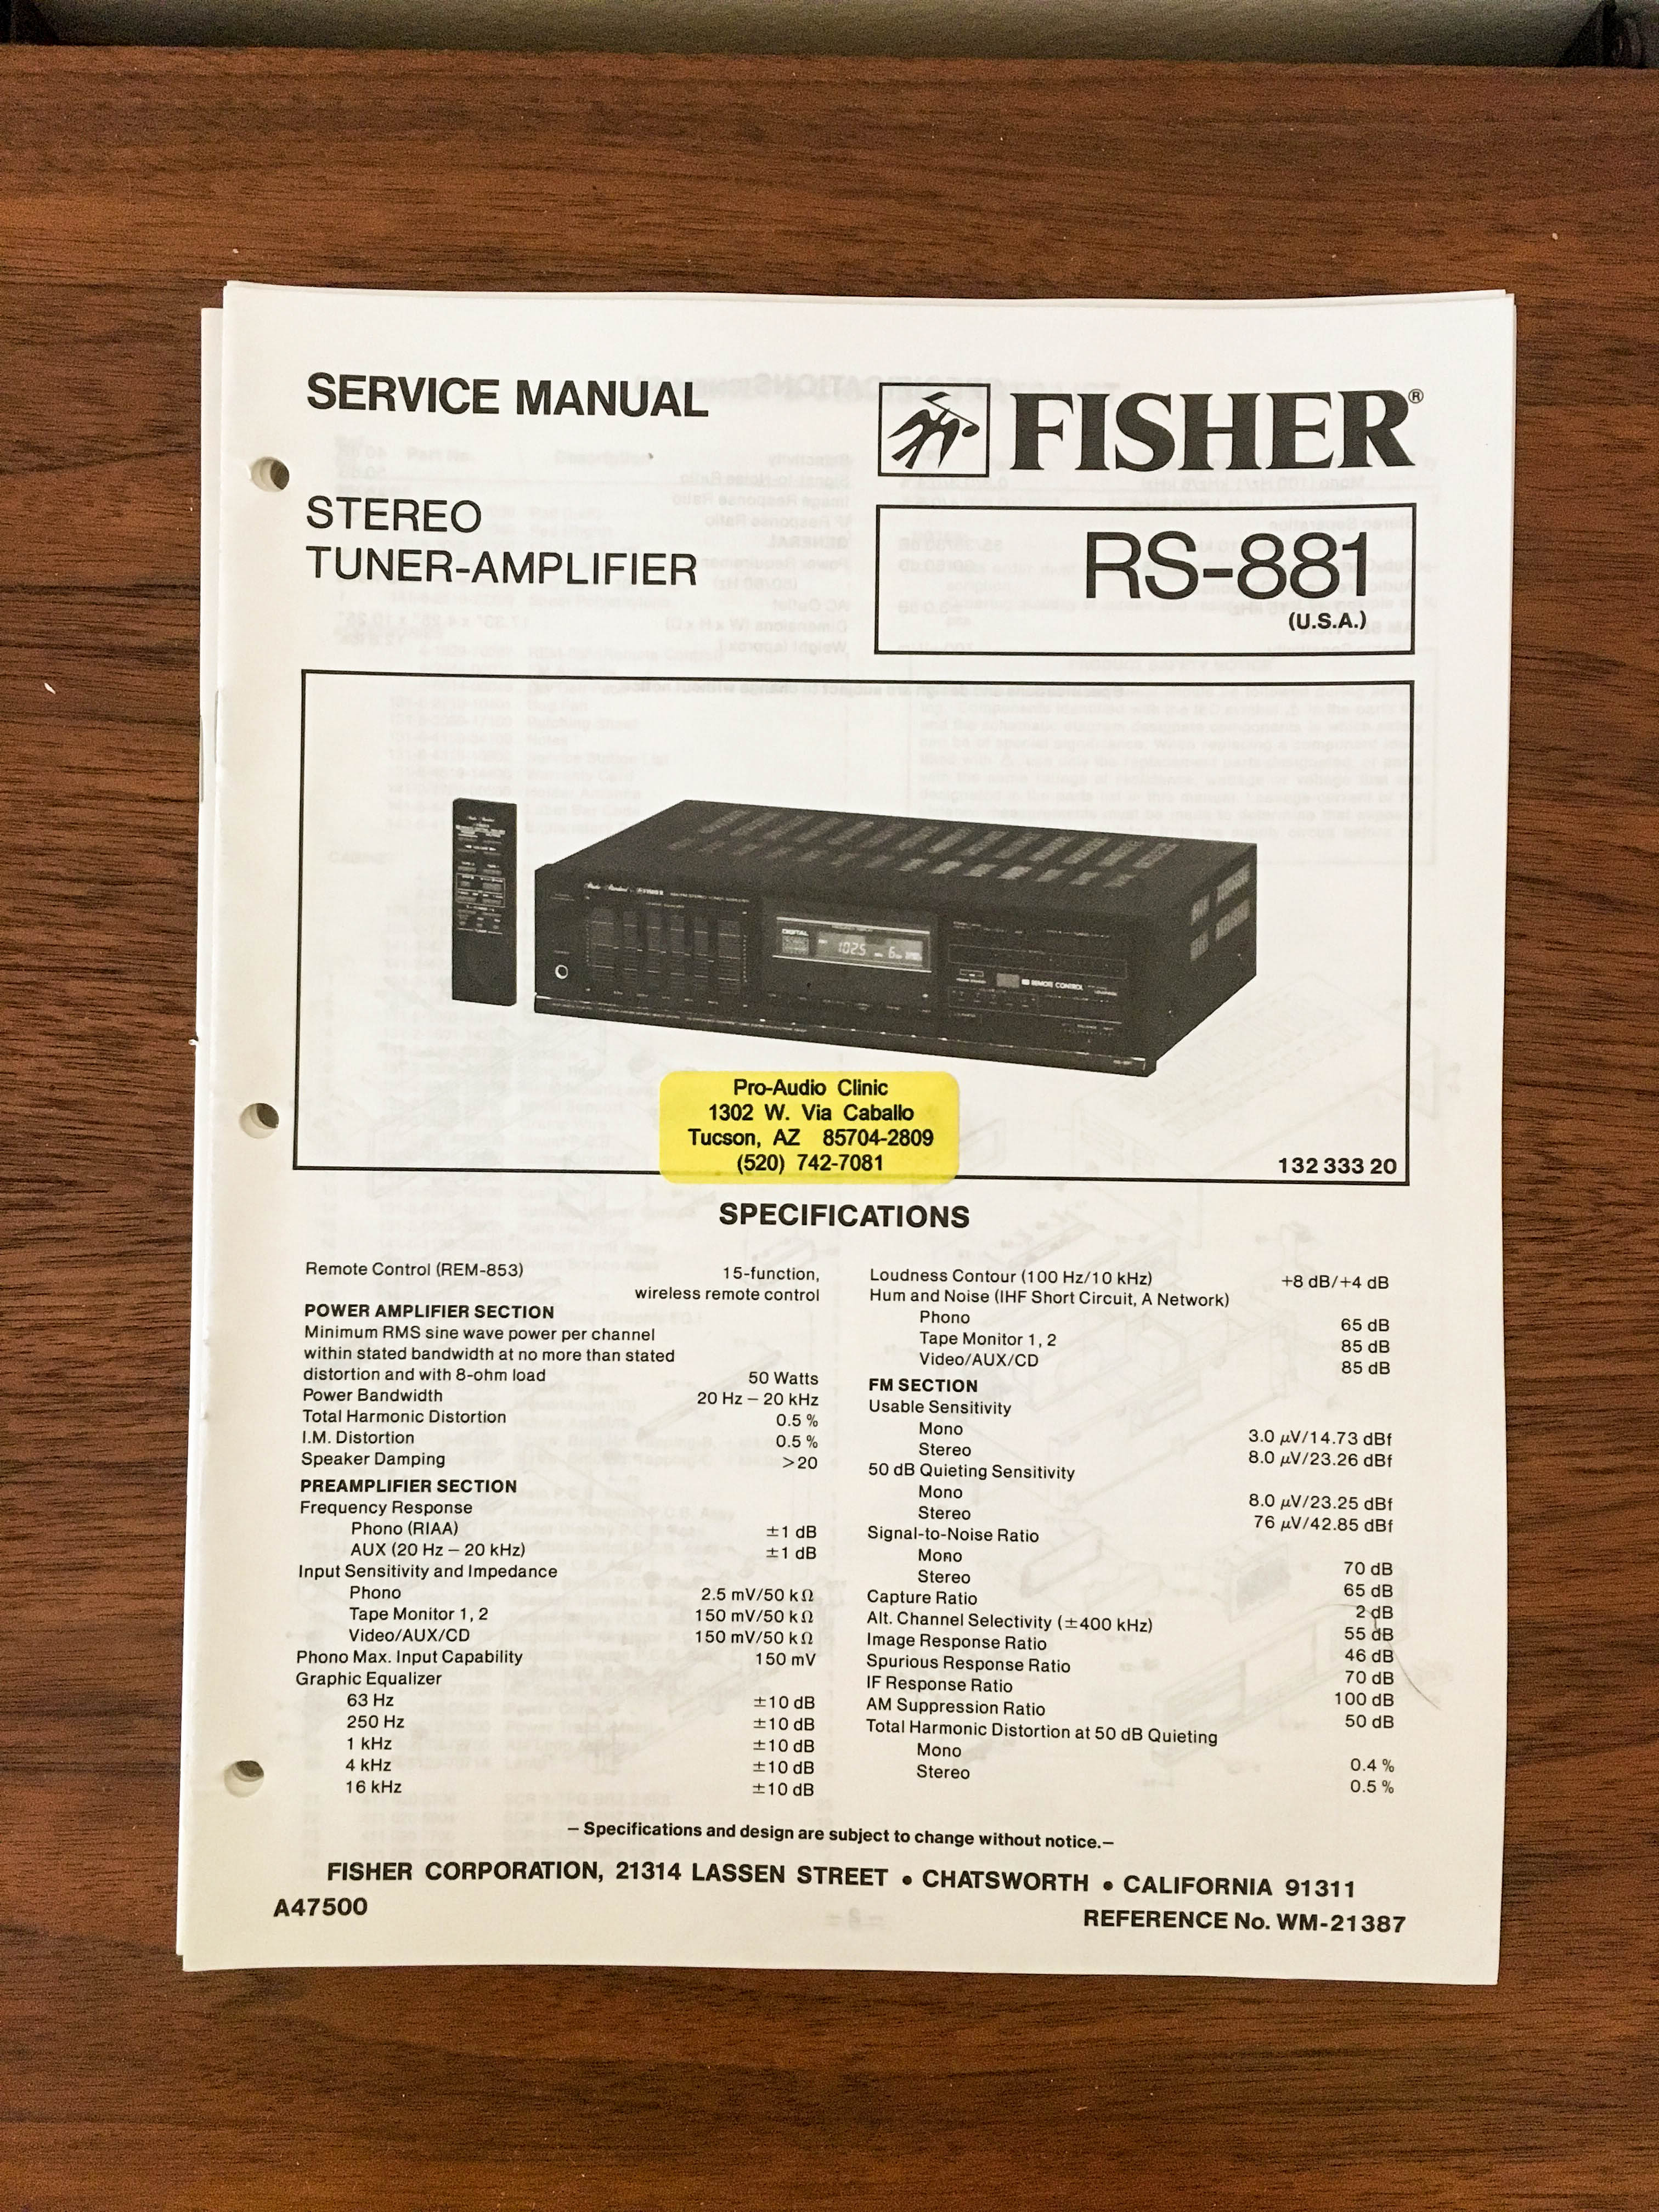 SERVICE MANUAL
FISHER®
STEREO
TUNER-AMPLIFIER
RS-881
(U.S.A.)
FISHER
DIGITAL
102.5
6
REMOTE CONTROL
Pro-Audio Clinic
1302 W. Via Caballo
Tucson, AZ 85704-2809
(520) 742-7081
132 333 20
SPECIFICATIONS
Remote Control (REM-853) 15-function,
wireless remote control
POWER AMPLIFIER SECTION
Minimum RMS sine wave power per channel
within stated bandwidth at no more than stated
distortion and with 8-ohm load 50 Watts
Power Bandwidth 20 Hz – 20 kHz
Total Harmonic Distortion 0.5 %
I.M. Distortion 0.5 %
Speaker Damping >20
PREAMPLIFIER SECTION
Frequency Response
Phono (RIAA) ±1 dB
AUX (20 Hz – 20 kHz) ±1 dB
Input Sensitivity and Impedance
Phono 2.5 mV/50 kΩ
Tape Monitor 1, 2 150 mV/50 kΩ
Video/AUX/CD 150 mV/50 kΩ
Phono Max. Input Capability 150 mV
Graphic Equalizer
63 Hz ±10 dB
250 Hz ±10 dB
1 kHz ±10 dB
4 kHz ±10 dB
16 kHz ±10 dB
Loudness Contour (100 Hz/10 kHz) +8 dB/+4 dB
Hum and Noise (IHF Short Circuit, A Network)
Phono 65 dB
Tape Monitor 1, 2 85 dB
Video/AUX/CD 85 dB
FM SECTION
Usable Sensitivity
Mono 3.0 µV/14.73 dBf
Stereo 8.0 µV/23.26 dBf
50 dB Quieting Sensitivity
Mono 8.0 µV/23.25 dBf
Stereo 76 µV/42.85 dBf
Signal-to-Noise Ratio
Mono 70 dB
Stereo 65 dB
Capture Ratio 2 dB
Alt. Channel Selectivity (±400 kHz) 55 dB
Image Response Ratio 46 dB
Spurious Response Ratio 70 dB
IF Response Ratio 100 dB
AM Suppression Ratio 50 dB
Total Harmonic Distortion at 50 dB Quieting
Mono 0.4 %
Stereo 0.5 %
– Specifications and design are subject to change without notice.–
FISHER CORPORATION, 21314 LASSEN STREET • CHATSWORTH • CALIFORNIA 91311
A47500
REFERENCE No. WM-21387